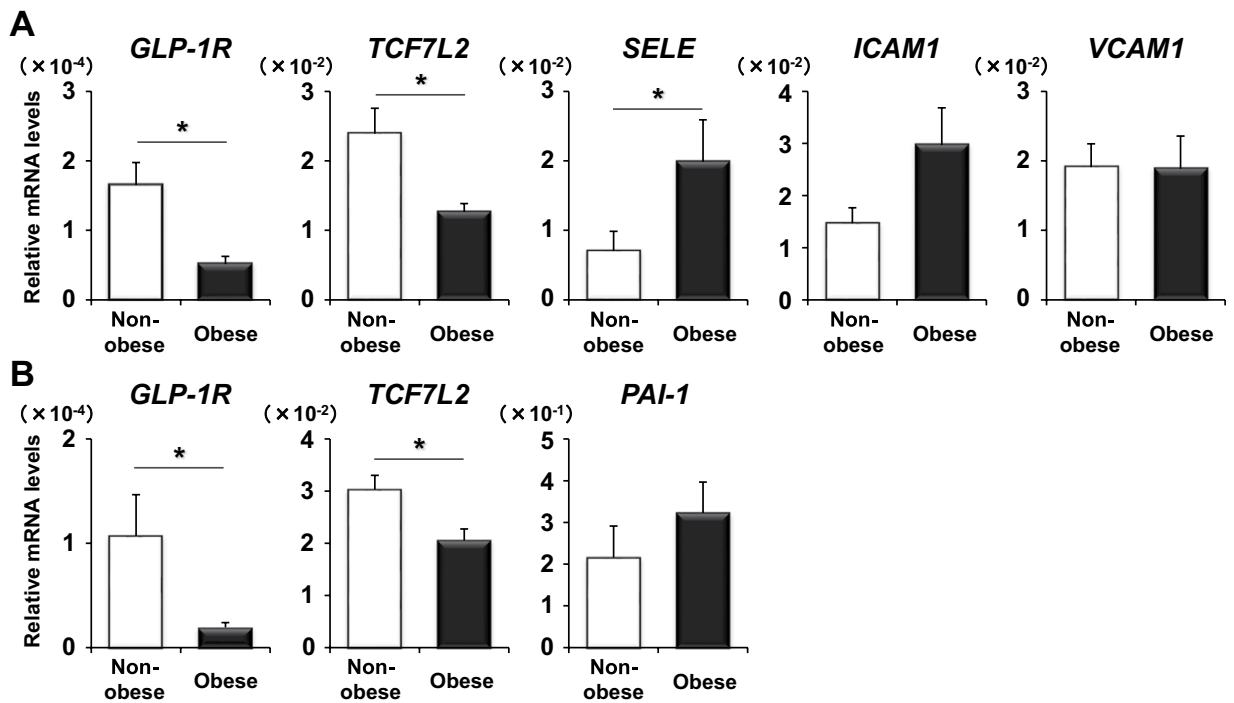 A
GLP-1R TCF7L2 SELE ICAM1 VCAM1
(×10-4) (×10-2) (×10-2) (×10-2) (×10-2)
Relative mRNA levels
3 3 3 4 3
* * *
2 2 2 3 2
1 1 1 2 1
0 0 0 1 0
0
Non-obese Obese Non-obese Obese Non-obese Obese Non-obese Obese Non-obese Obese
B
GLP-1R TCF7L2 PAI-1
(×10-4) (×10-2) (×10-1)
Relative mRNA levels
2 4 5
* *
1 3 4
0 2 3
1 2
0 1
0
Non-obese Obese Non-obese Obese Non-obese Obese